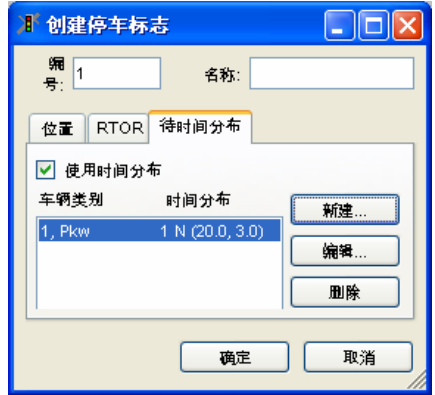 创建停车标志
编号: 1 名称:
位置 RTOR 待时间分布
使用时间分布
车辆类别 时间分布
1, Pkw 1 N (20.0, 3.0)
新建...
编辑...
删除
确定 取消